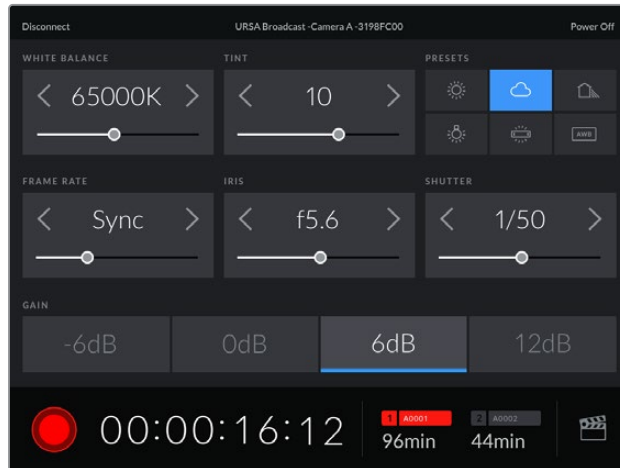 Disconnect URSA Broadcast -Camera A -3198FC00 Power Off
WHITE BALANCE TINT PRESETS
65000K 10
AWB
FRAME RATE IRIS SHUTTER
Sync f5.6 1/50
GAIN
-6dB 0dB 6dB 12dB
00:00:16:12 1 A0001 2 A0002
96min 44min